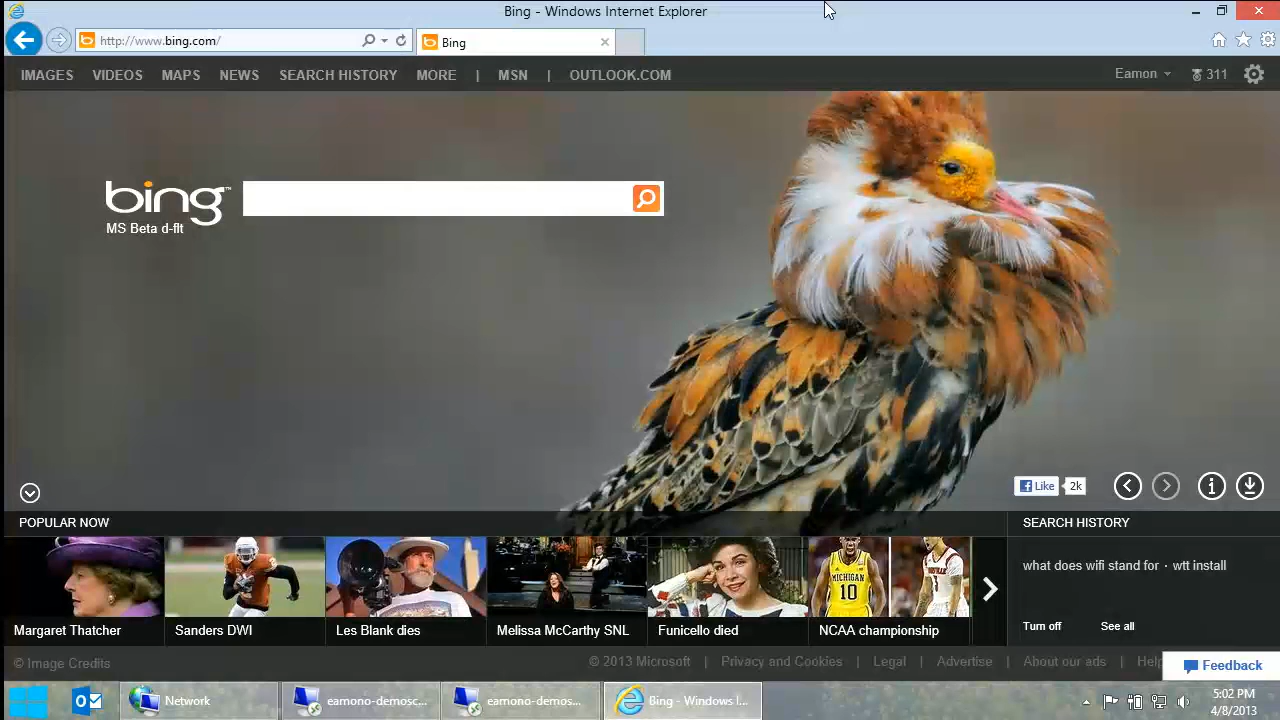 Bing - Windows Internet Explorer
http://www.bing.com/
Bing
IMAGES VIDEOS MAPS NEWS SEARCH HISTORY MORE | MSN | OUTLOOK.COM
Eamon 311
bing™
MS Beta d-flt
Like 2k
POPULAR NOW
SEARCH HISTORY
MICHIGAN
10
what does wifi stand for · wtt install
Margaret Thatcher Sanders DWI Les Blank dies Melissa McCarthy SNL Funicello died NCAA championship
Turn off See all
© Image Credits
© 2013 Microsoft | Privacy and Cookies | Legal | Advertise | About our ads | Help
Feedback
Network eamono-demosc... eamono-demos... Bing - Windows I...
5:02 PM
4/8/2013